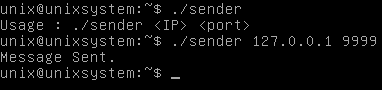 unix@unixsystem:~$ ./sender
Usage : ./sender <IP> <port>
unix@unixsystem:~$ ./sender 127.0.0.1 9999
Message Sent.
unix@unixsystem:~$ _